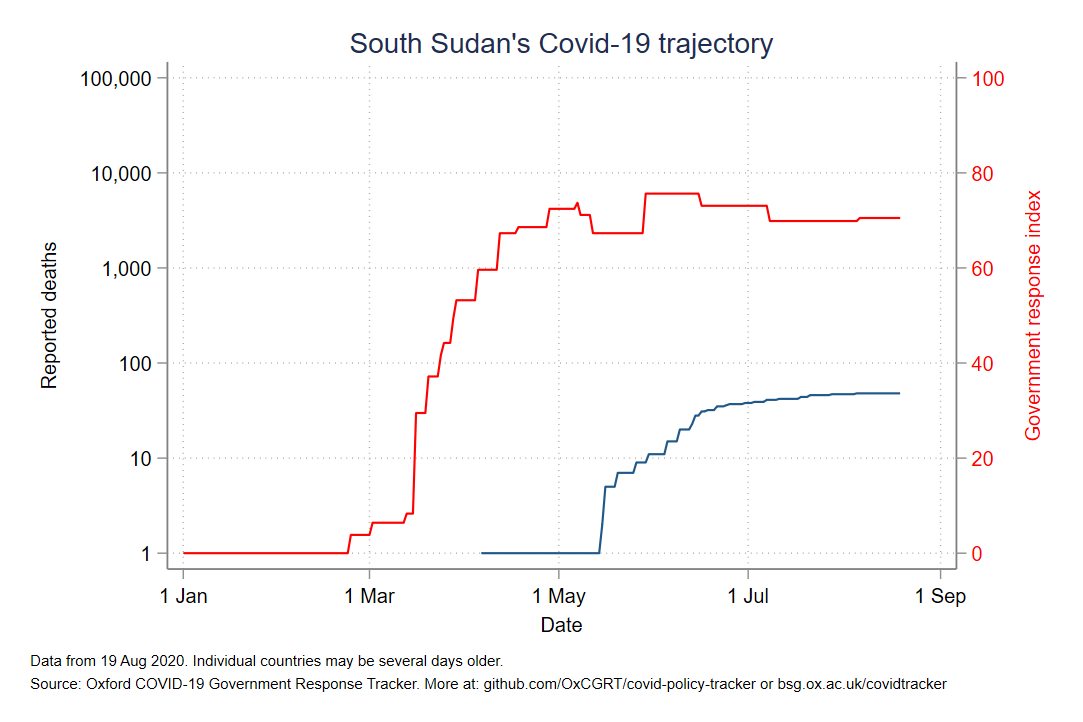 South Sudan's Covid-19 trajectory
100,000
10,000
1,000
100
10
1
Reported deaths
100
80
60
40
20
0
Government response index
1 Jan
1 Mar
1 May
1 Jul
1 Sep
Date
Data from 19 Aug 2020. Individual countries may be several days older.
Source: Oxford COVID-19 Government Response Tracker. More at: github.com/OxCGRT/covid-policy-tracker or bsg.ox.ac.uk/covidtracker